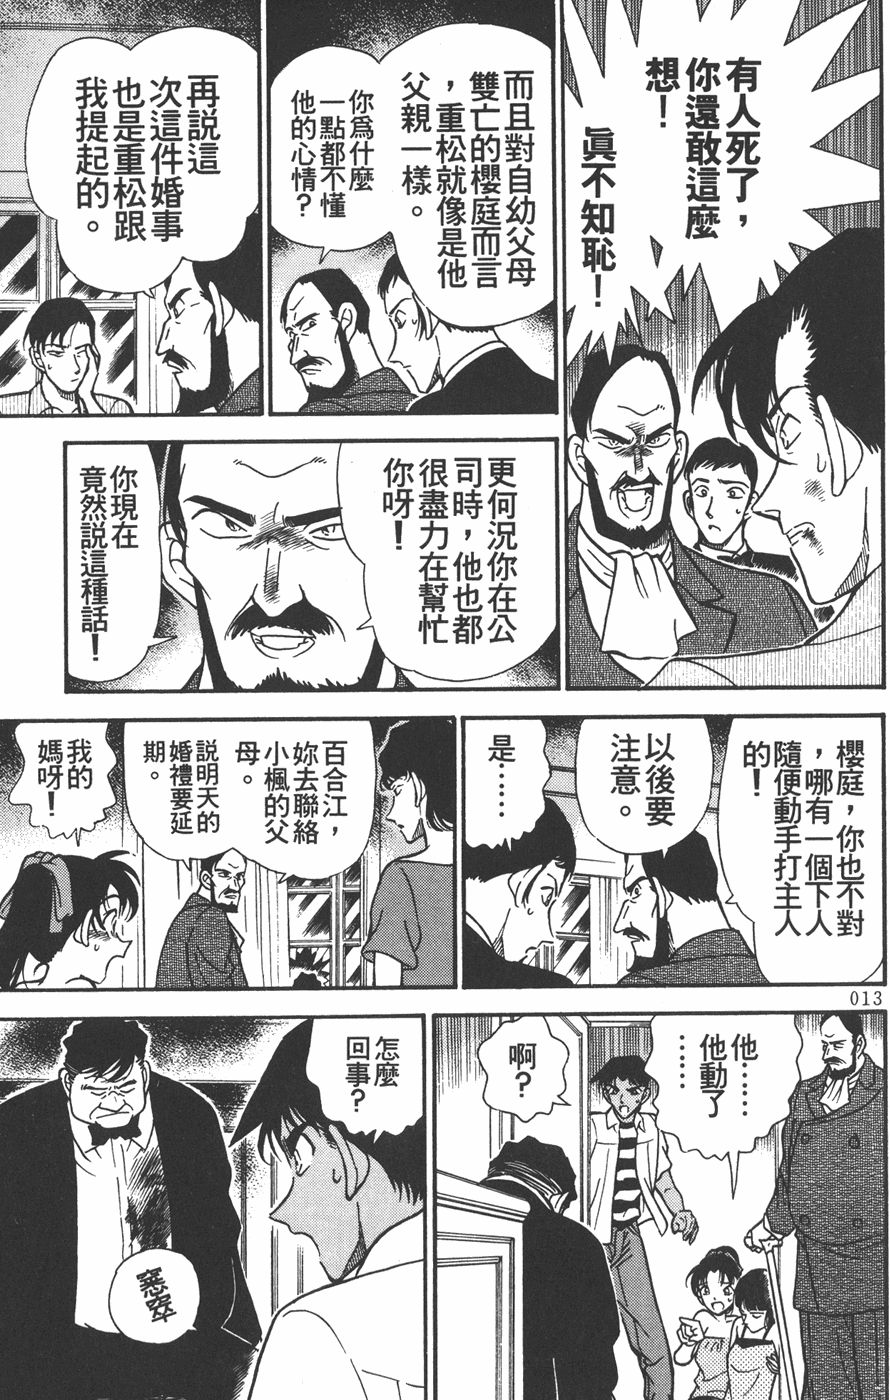 有人死了，
你還敢這麼
想！
眞不知恥！
而且對自幼父母
雙亡的櫻庭而言
，重松就像是他
父親一樣。
你爲什麼
一點都不懂
他的心情？
再說這
次這件婚事
也是重松跟
我提起的。
更何況你在公
司時，他也都
很盡力在幫忙
你呀！
你現在
竟然說這種話！
櫻庭，你也不對
，哪有一個下人
隨便動手打主人
的！
以後要
注意。
是……
百合江，
妳去聯絡
小楓的父
母。
說明天的
婚禮要延
期。
我的
媽呀！
013
他……
他動了
……
啊？
怎麼
回事？
窸窣